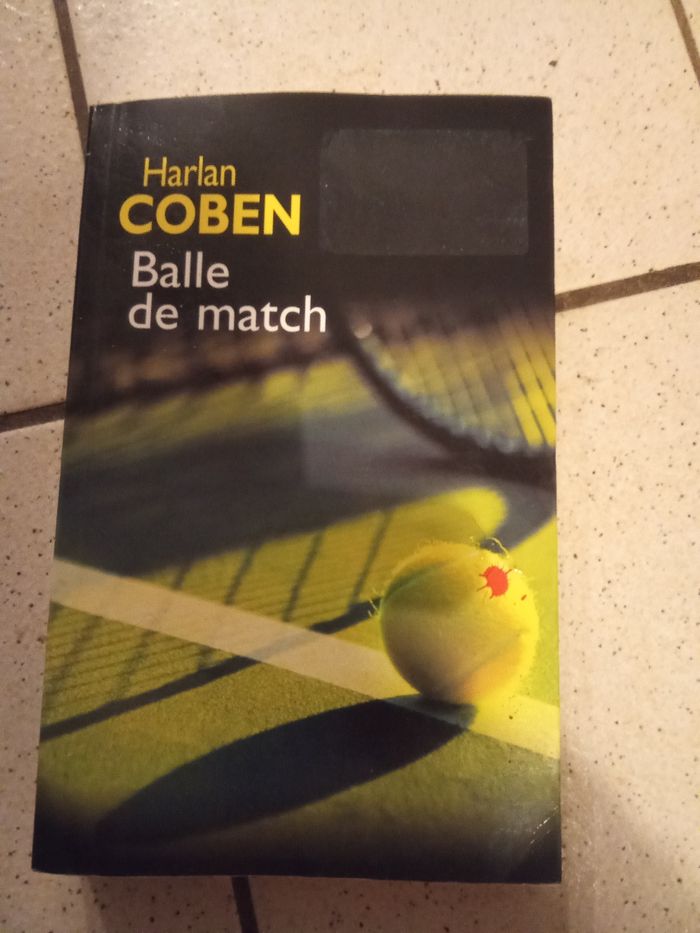 Harlan
COBEN
Balle
de match